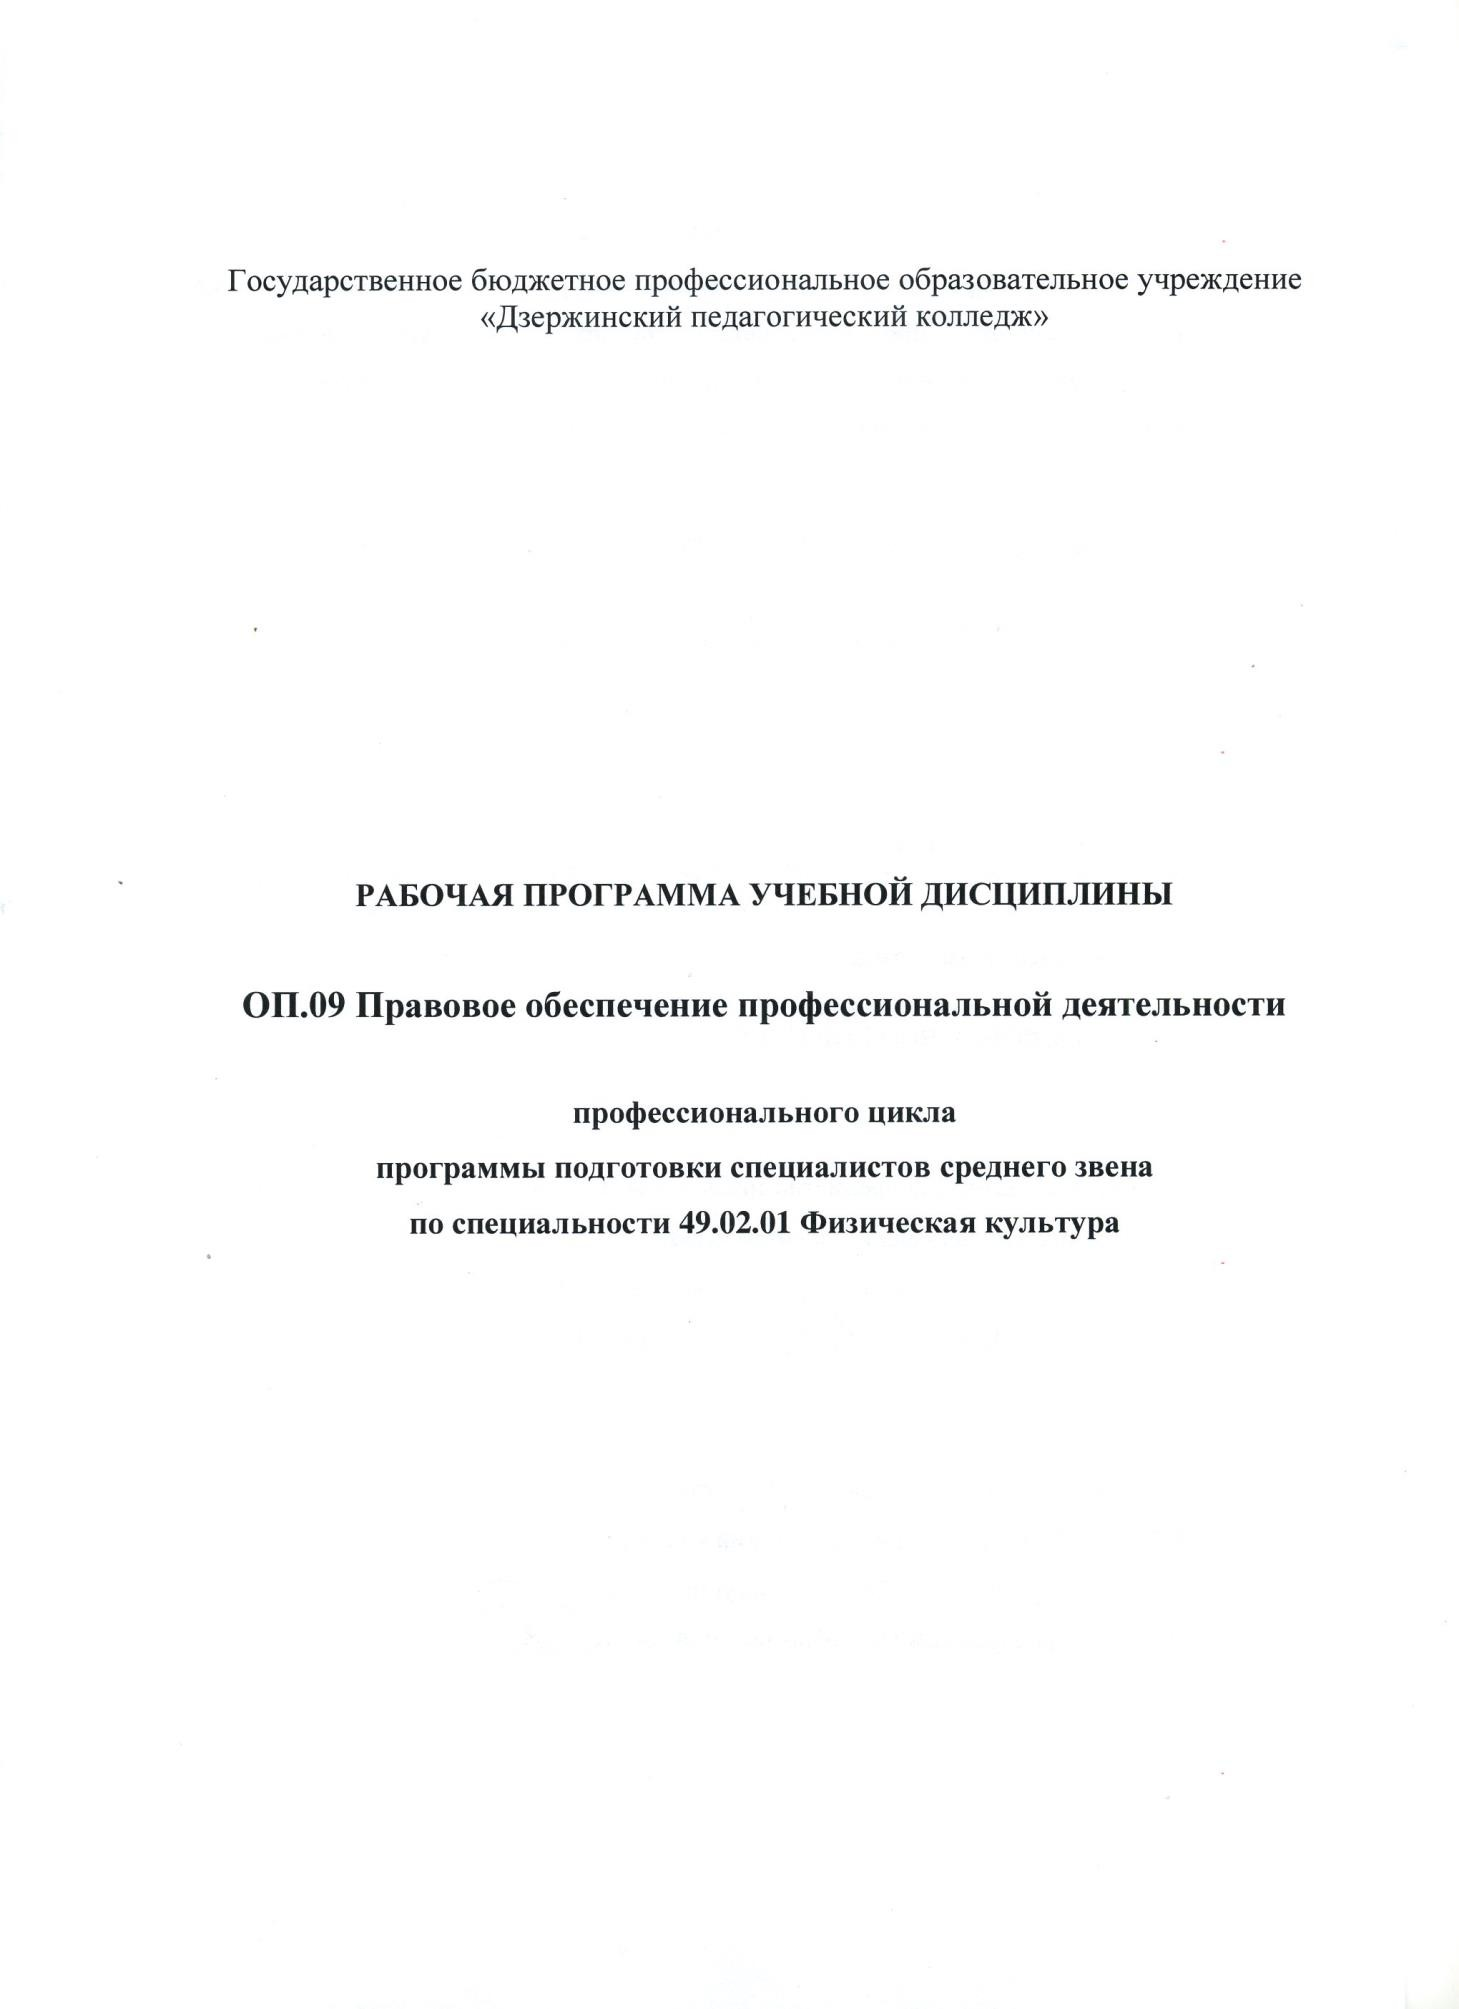 Государственное бюджетное профессиональное образовательное учреждение
«Дзержинский педагогический колледж»
РАБОЧАЯ ПРОГРАММА УЧЕБНОЙ ДИСЦИПЛИНЫ
ОП.09 Правовое обеспечение профессиональной деятельности
профессионального цикла
программы подготовки специалистов среднего звена
по специальности 49.02.01 Физическая культура